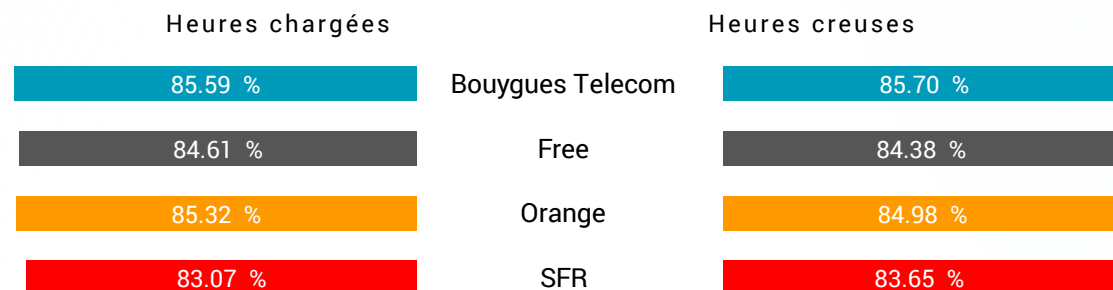 Heures chargées Heures creuses
85.59 % Bouygues Telecom 85.70 %
84.61 % Free 84.38 %
85.32 % Orange 84.98 %
83.07 % SFR 83.65 %